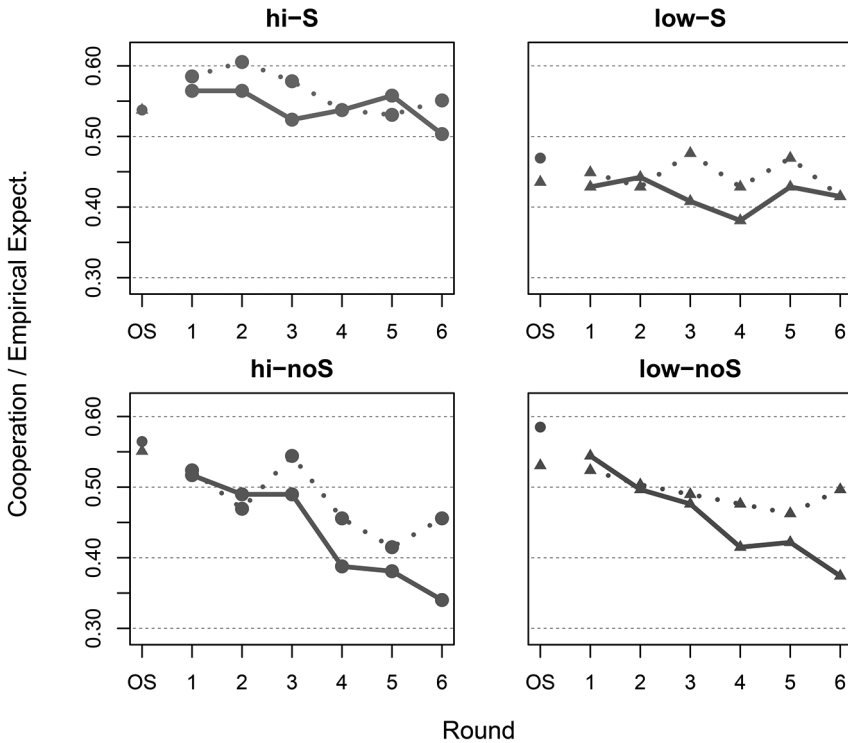 hi−S
low−S
0.60
0.50
0.40
0.30
OS 1 2 3 4 5 6
OS 1 2 3 4 5 6
hi−noS
low−noS
0.60
0.50
0.40
0.30
OS 1 2 3 4 5 6
OS 1 2 3 4 5 6
Cooperation / Empirical Expect.
Round